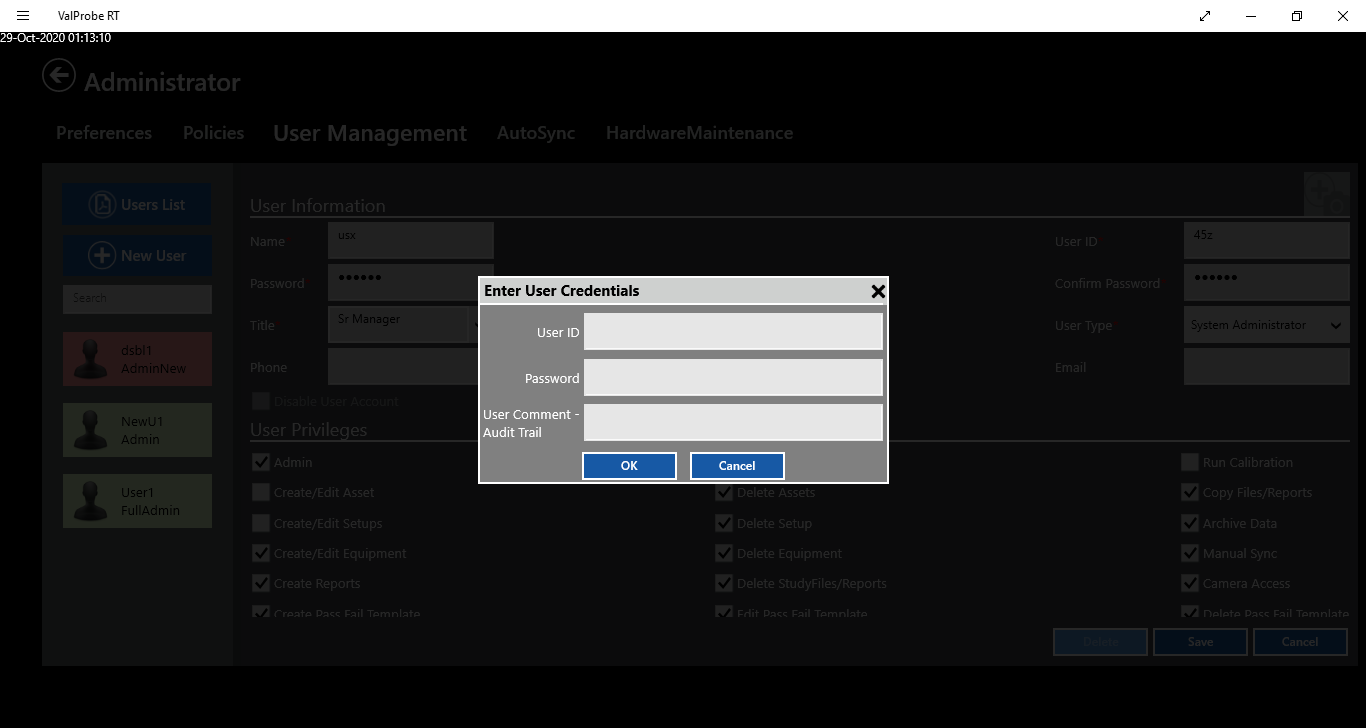 ValProbe RT
29-Oct-2020 01:13:10
Administrator
Preferences Policies User Management AutoSync HardwareMaintenance
Users List
New User
Search
dsbl1
AdminNew
NewU1
Admin
User1
FullAdmin
User Information
Name usx User ID 45z
Password •••••• Confirm Password ••••••
Title Sr Manager User Type System Administrator
Phone Email
Disable User Account
User Privileges
Admin Run Calibration
Create/Edit Asset Delete Assets Copy Files/Reports
Create/Edit Setups Delete Setup Archive Data
Create/Edit Equipment Delete Equipment Manual Sync
Create Reports Delete StudyFiles/Reports Camera Access
Create Pass Fail Template Edit Pass Fail Template Delete Pass Fail Template
Delete Save Cancel
Enter User Credentials
User ID
Password
User Comment -
Audit Trail
OK Cancel